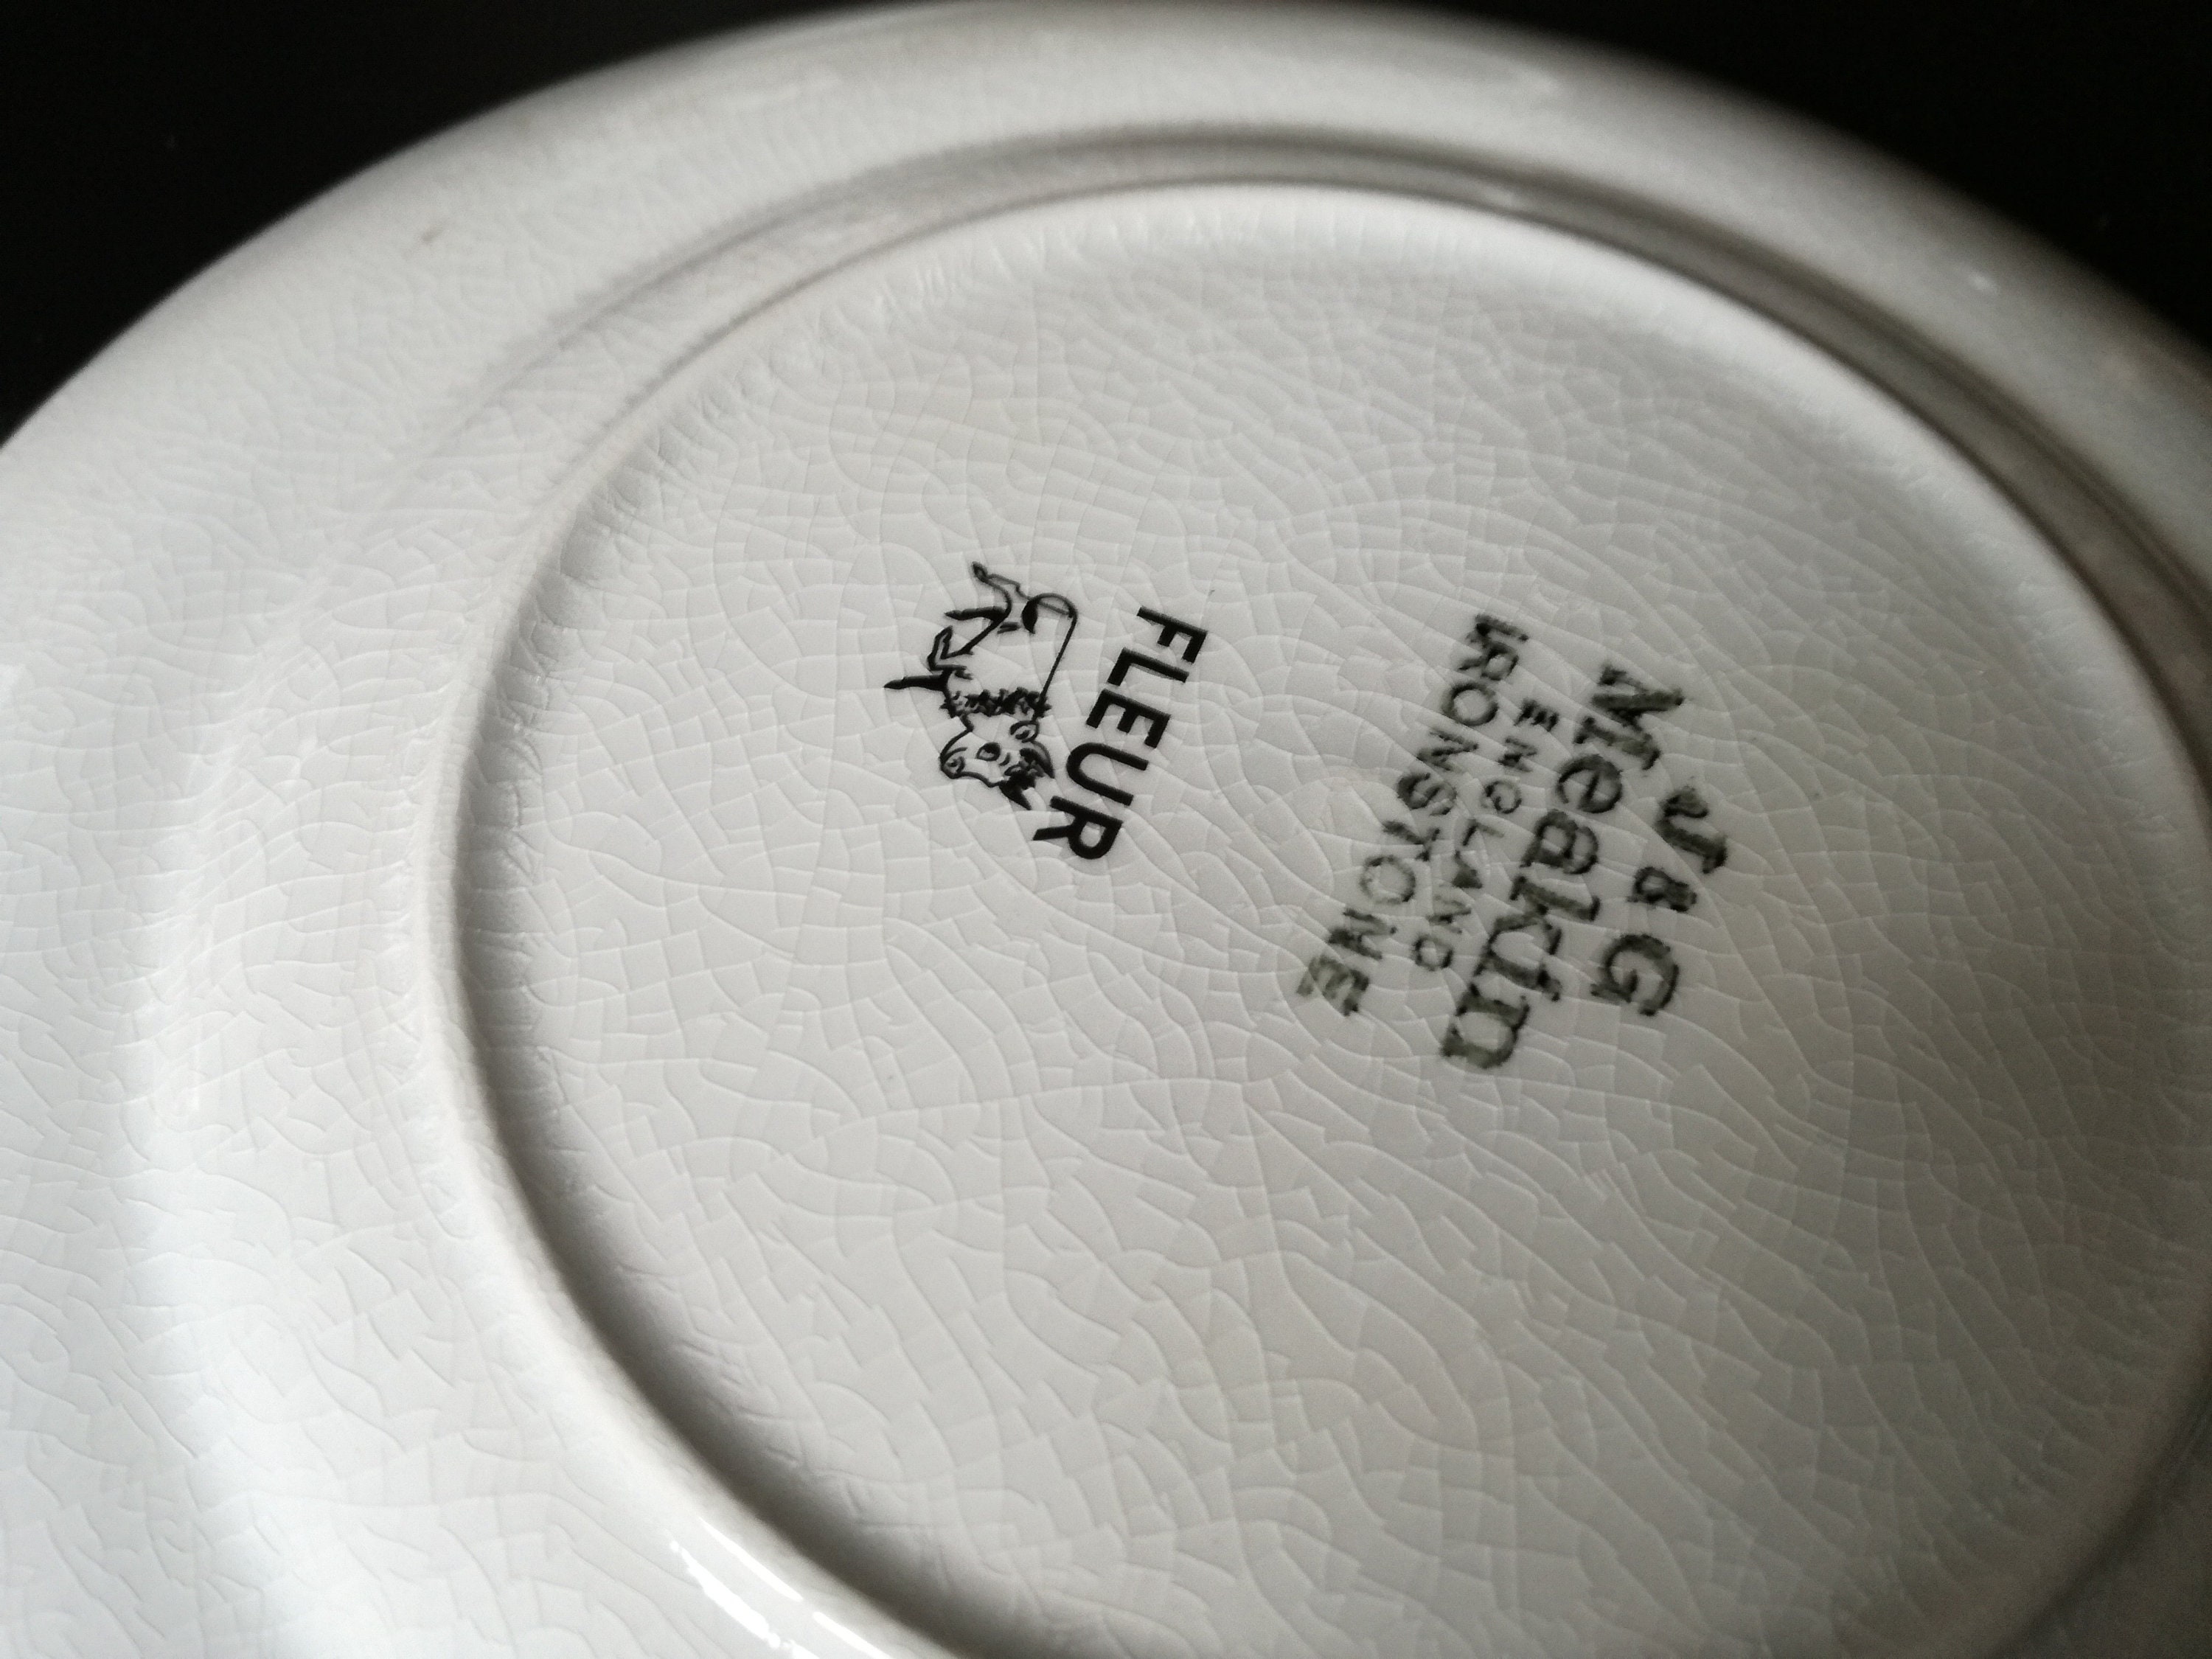 J & G
Meakin
ENGLAND
IRONSTONE
FLEUR